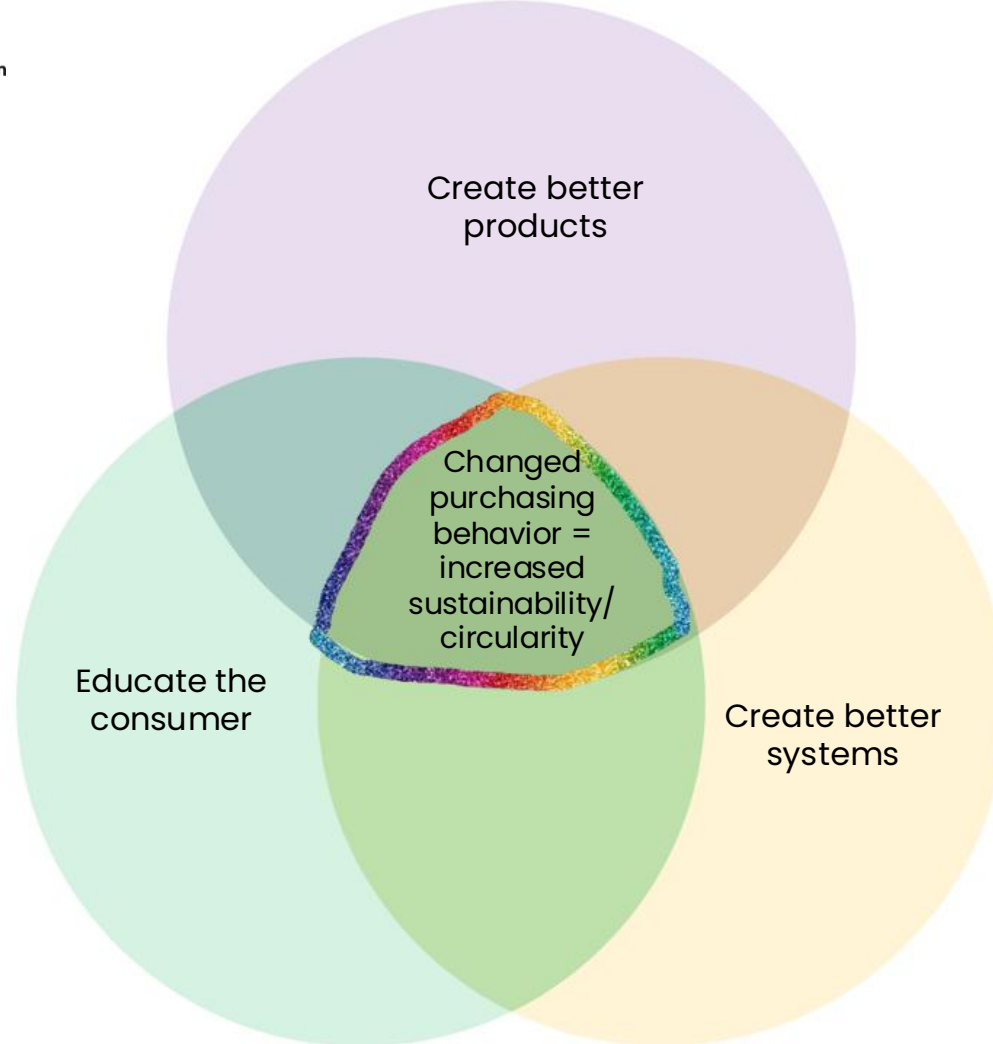 Create better
products
Changed
purchasing
behavior =
increased
sustainability/
circularity
Educate the
consumer
Create better
systems